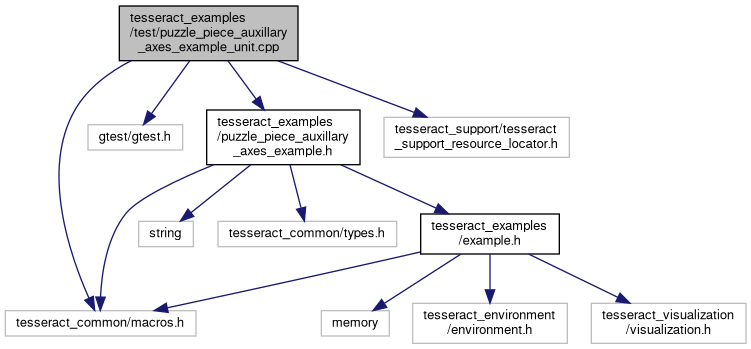 tesseract_examples
/test/puzzle_piece_auxillary
_axes_example_unit.cpp
gtest/gtest.h
tesseract_examples
/puzzle_piece_auxillary
_axes_example.h
tesseract_support/tesseract
_support_resource_locator.h
string
tesseract_common/types.h
tesseract_examples
/example.h
tesseract_common/macros.h
memory
tesseract_environment
/environment.h
tesseract_visualization
/visualization.h